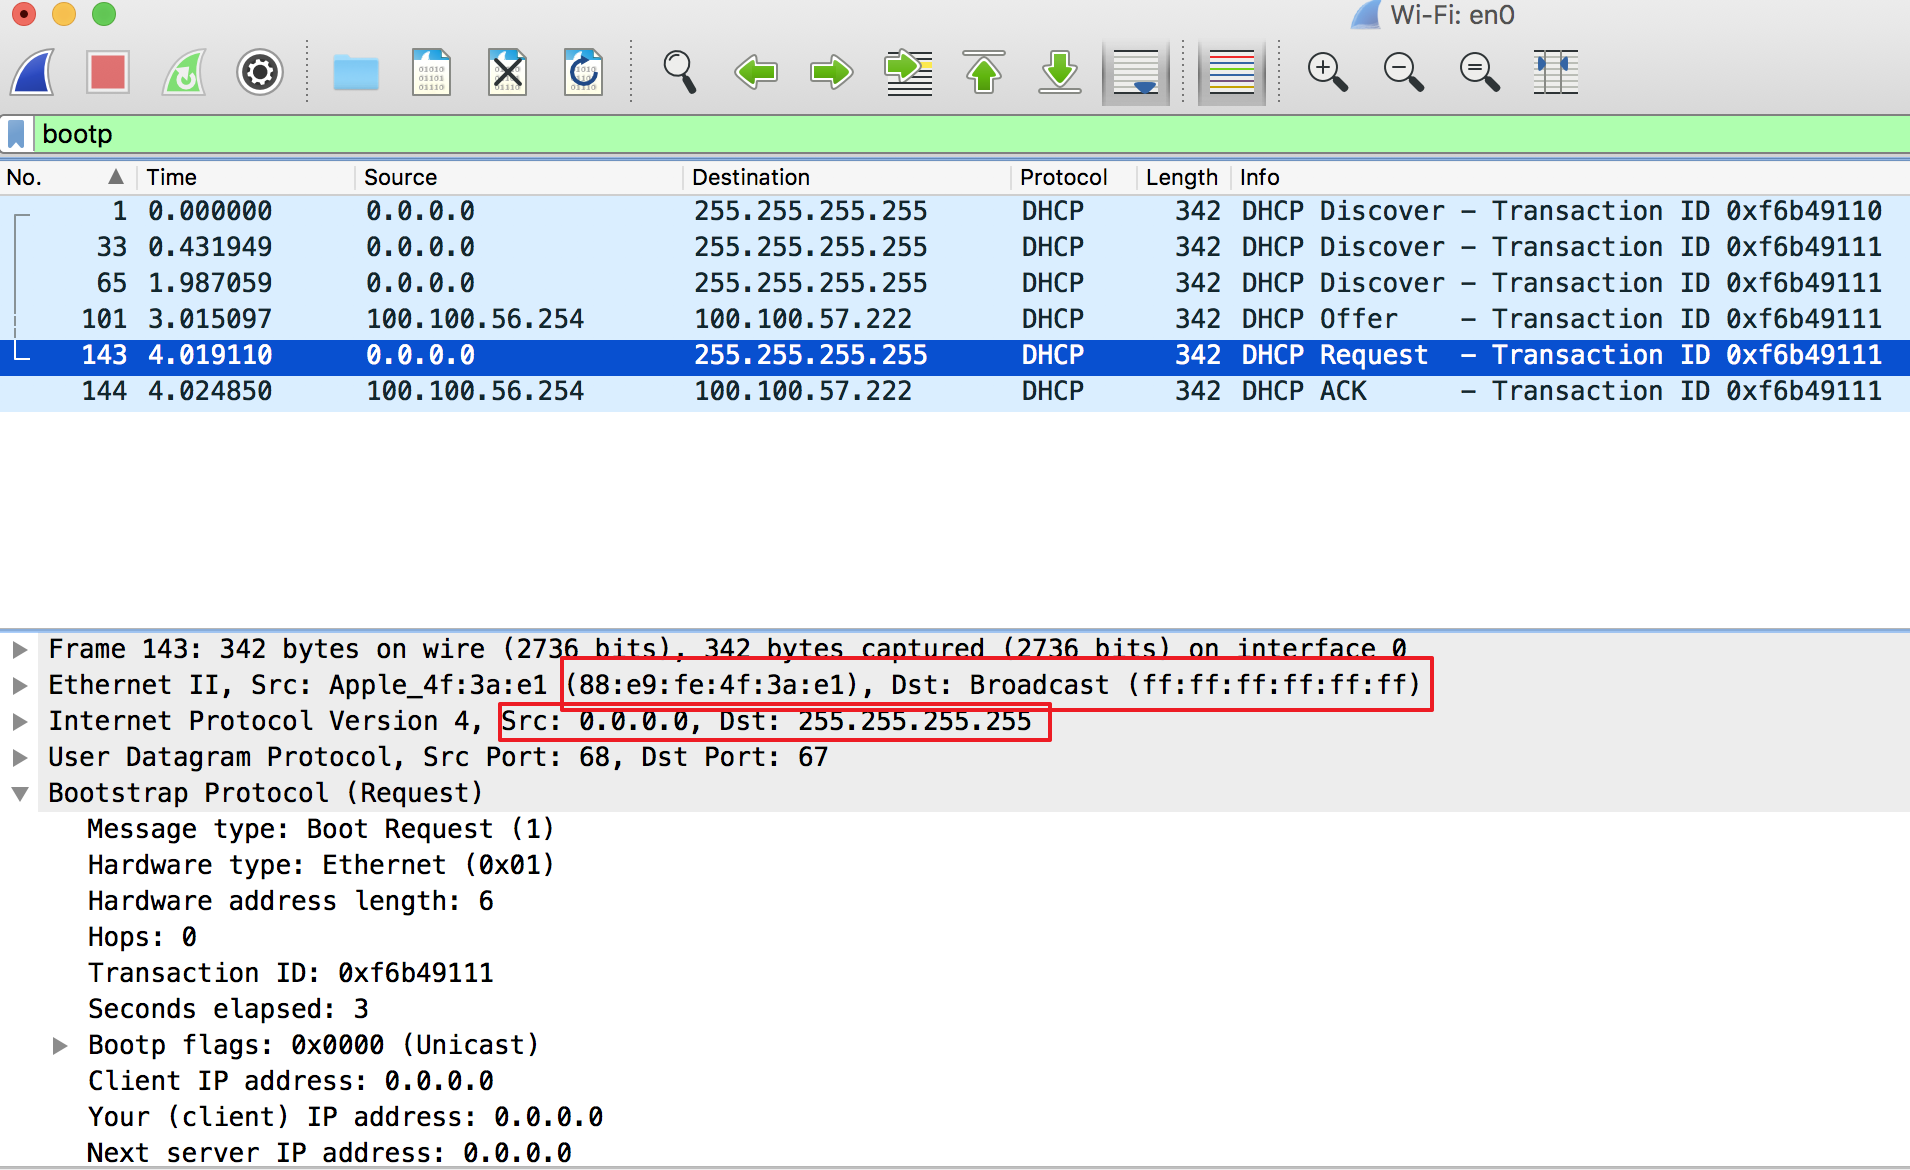 Wi-Fi: en0
bootp
No. Time Source Destination Protocol Length Info
1 0.000000 0.0.0.0 255.255.255.255 DHCP 342 DHCP Discover – Transaction ID 0xf6b49110
33 0.431949 0.0.0.0 255.255.255.255 DHCP 342 DHCP Discover – Transaction ID 0xf6b49111
65 1.987059 0.0.0.0 255.255.255.255 DHCP 342 DHCP Discover – Transaction ID 0xf6b49111
101 3.015097 100.100.56.254 100.100.57.222 DHCP 342 DHCP Offer – Transaction ID 0xf6b49111
143 4.019110 0.0.0.0 255.255.255.255 DHCP 342 DHCP Request – Transaction ID 0xf6b49111
144 4.024850 100.100.56.254 100.100.57.222 DHCP 342 DHCP ACK – Transaction ID 0xf6b49111
Frame 143: 342 bytes on wire (2736 bits), 342 bytes captured (2736 bits) on interface 0
Ethernet II, Src: Apple_4f:3a:e1 (88:e9:fe:4f:3a:e1), Dst: Broadcast (ff:ff:ff:ff:ff:ff)
Internet Protocol Version 4, Src: 0.0.0.0, Dst: 255.255.255.255
User Datagram Protocol, Src Port: 68, Dst Port: 67
Bootstrap Protocol (Request)
Message type: Boot Request (1)
Hardware type: Ethernet (0x01)
Hardware address length: 6
Hops: 0
Transaction ID: 0xf6b49111
Seconds elapsed: 3
Bootp flags: 0x0000 (Unicast)
Client IP address: 0.0.0.0
Your (client) IP address: 0.0.0.0
Next server IP address: 0.0.0.0